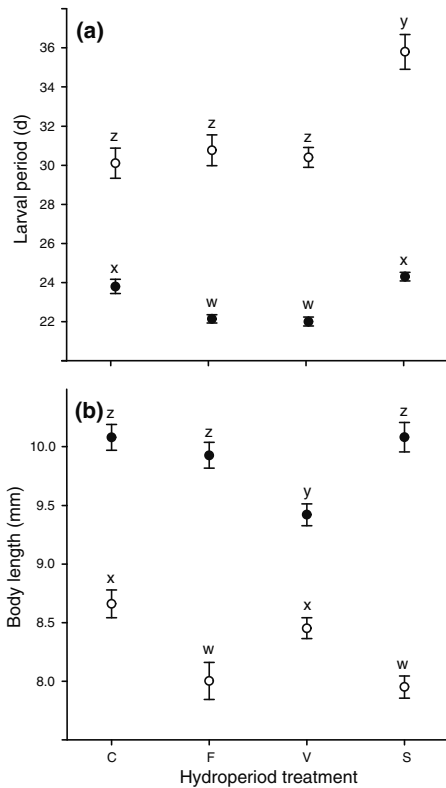 (a)
Larval period (d)
36
34
32
30
28
26
24
22
z
z
z
y
x
w
w
x
(b)
Body length (mm)
10.0
9.5
9.0
8.5
8.0
z
z
y
z
x
w
x
w
C F V S
Hydroperiod treatment